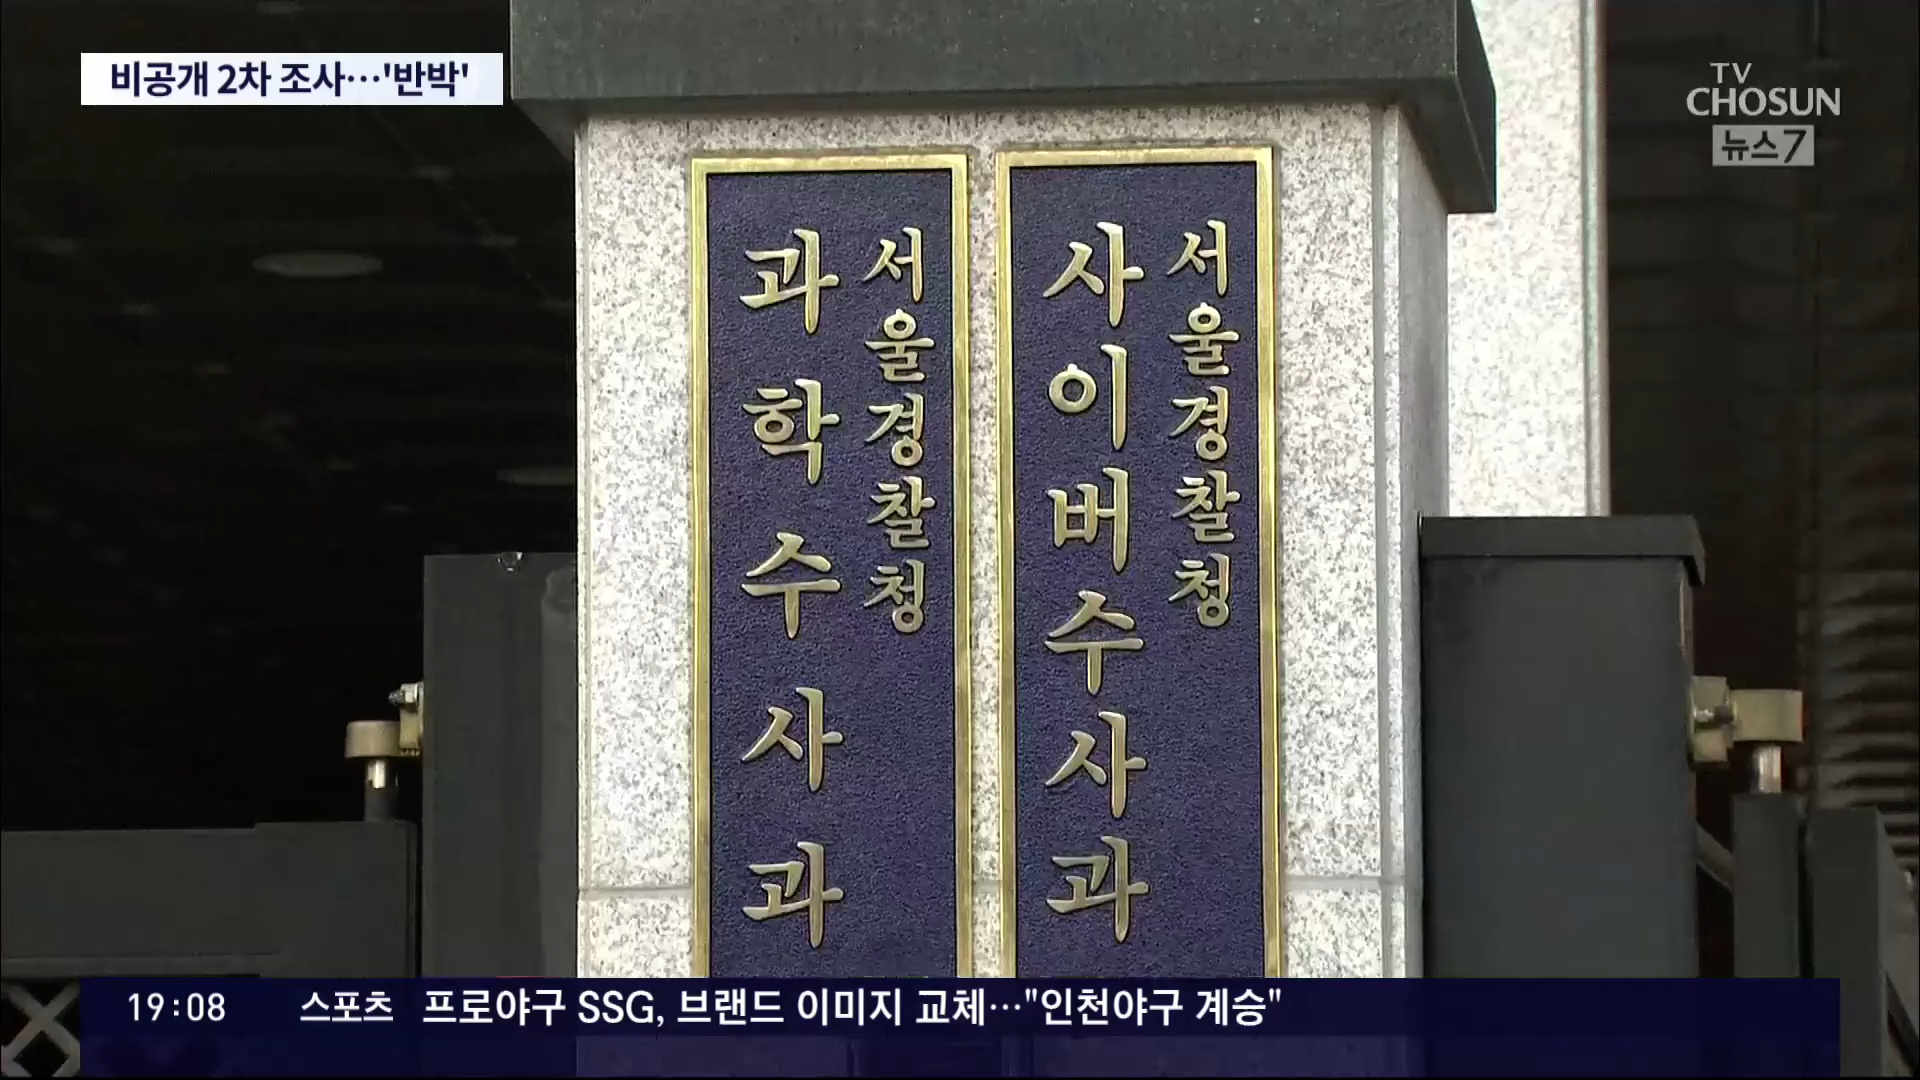 비공개 2차 조사…'반박'
TV
CHOSUN
뉴스7
서울경찰청
사이버수사과
서울경찰청
과학수사과
19:08 스포츠 프로야구 SSG, 브랜드 이미지 교체…"인천야구 계승"